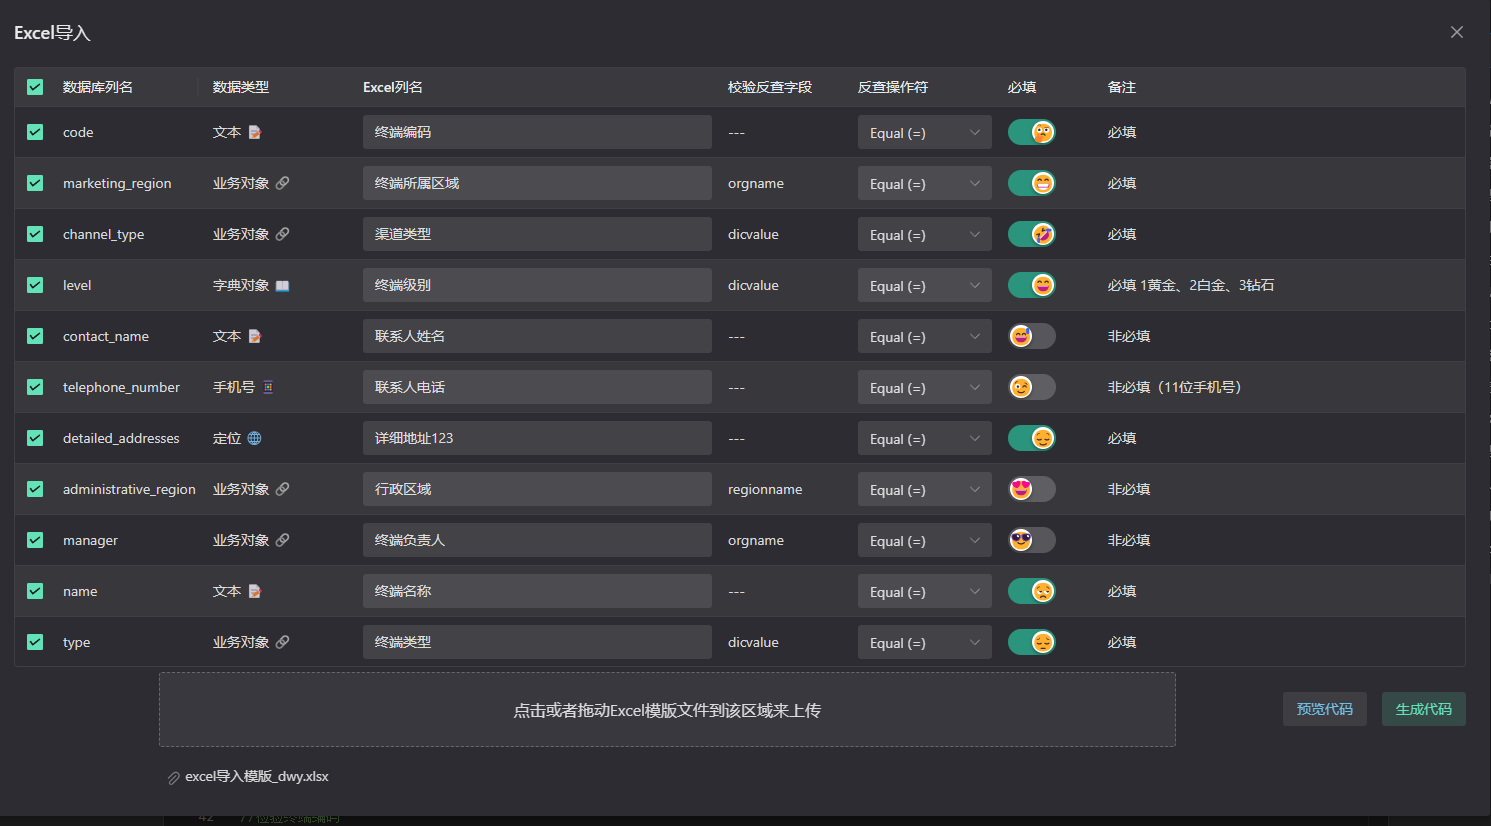 Excel导入
数据库列名 数据类型 Excel列名 校验反查字段 反查操作符 必填 备注
code 文本 终端编码 --- Equal (=) 必填
marketing_region 业务对象 终端所属区域 orgname Equal (=) 必填
channel_type 业务对象 渠道类型 dicvalue Equal (=) 必填
level 字典对象 终端级别 dicvalue Equal (=) 必填 1黄金、2白金、3钻石
contact_name 文本 联系人姓名 --- Equal (=) 非必填
telephone_number 手机号 联系人电话 --- Equal (=) 非必填（11位手机号）
detailed_addresses 定位 详细地址123 --- Equal (=) 必填
administrative_region 业务对象 行政区域 regionname Equal (=) 非必填
manager 业务对象 终端负责人 orgname Equal (=) 非必填
name 文本 终端名称 --- Equal (=) 必填
type 业务对象 终端类型 dicvalue Equal (=) 必填
点击或者拖动Excel模版文件到该区域来上传
预览代码 生成代码
excel导入模版_dwy.xlsx
42 //检验终端编码